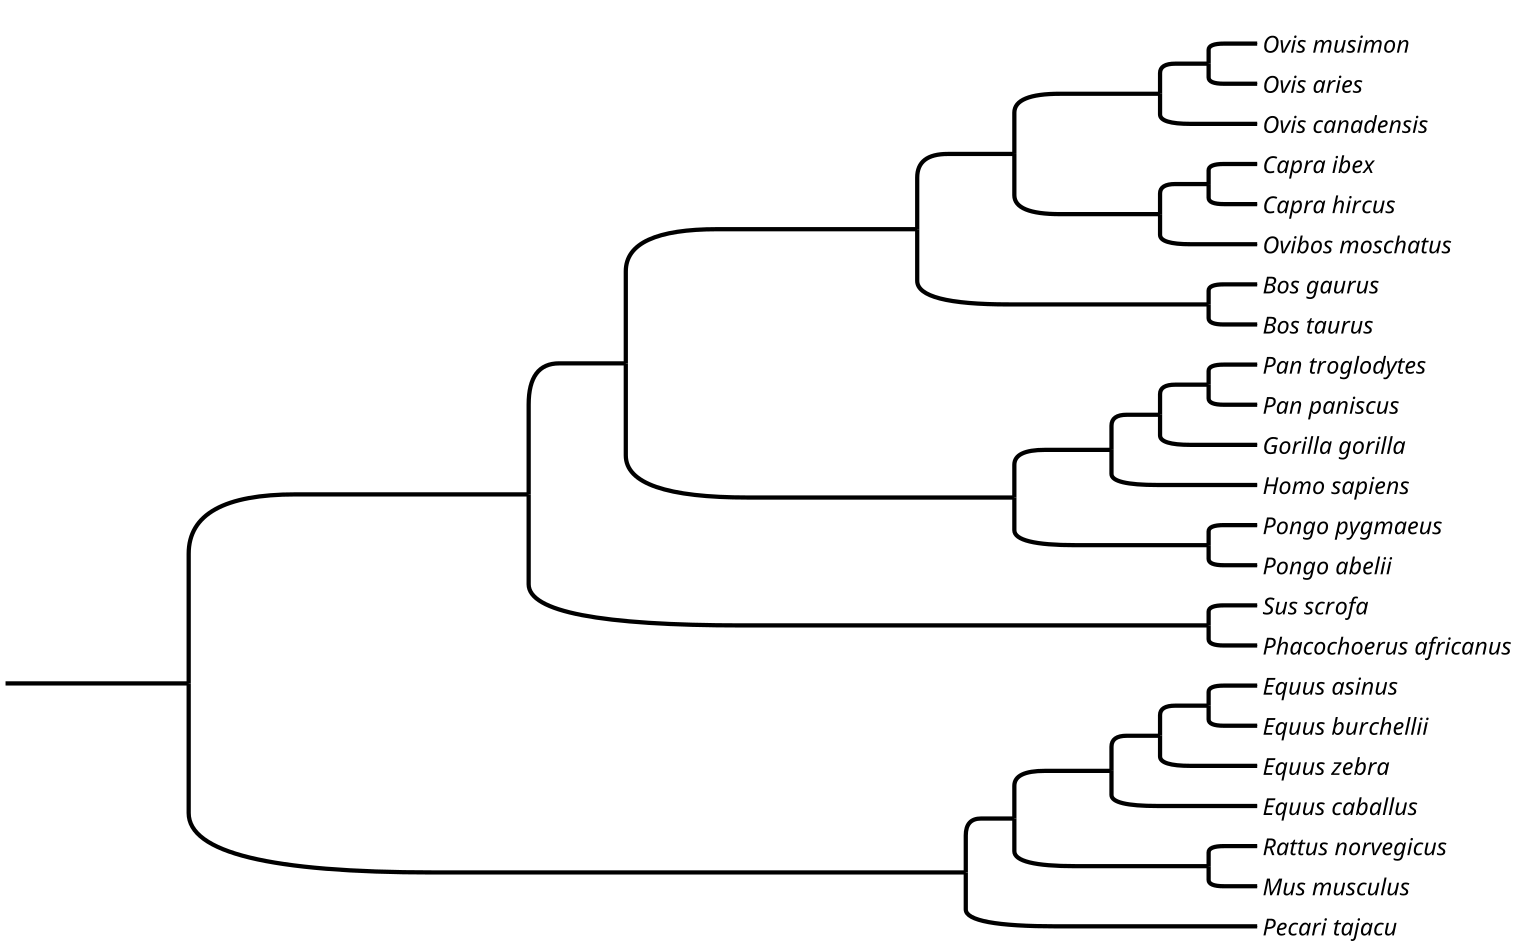 Ovis musimon
Ovis aries
Ovis canadensis
Capra ibex
Capra hircus
Ovibos moschatus
Bos gaurus
Bos taurus
Pan troglodytes
Pan paniscus
Gorilla gorilla
Homo sapiens
Pongo pygmaeus
Pongo abelii
Sus scrofa
Phacochoerus africanus
Equus asinus
Equus burchellii
Equus zebra
Equus caballus
Rattus norvegicus
Mus musculus
Pecari tajacu